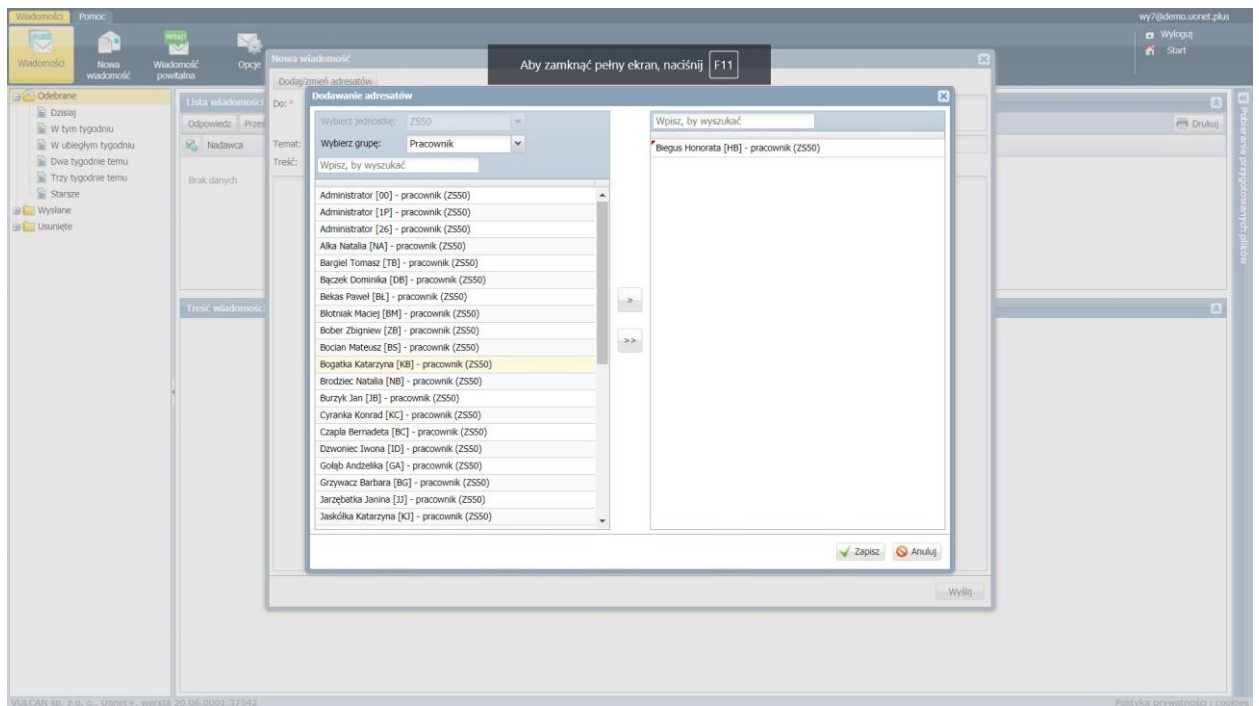 Wiadomości Pomoc wy7@demo.uonet.plus
Wiadomości
Nowa wiadomość
WITAJ!
Wiadomość powitalna
Opcje
Wyloguj
Start
Aby zamknąć pełny ekran, naciśnij F11
Odebrane
Dzisiaj
W tym tygodniu
W ubiegłym tygodniu
Dwa tygodnie temu
Trzy tygodnie temu
Starsze
Wysłane
Usunięte
Lista wiadomości
Odpowiedz Prześl
Drukuj
Nadawca
Brak danych
Treść wiadomości
Nowa wiadomość
Dodaj/zmień adresatów
Do: *
Temat:
Treść:
Dodawanie adresatów
Wybierz jednostkę: ZS50
Wybierz grupę: Pracownik
Wpisz, by wyszukać
Administrator [00] - pracownik (ZS50)
Administrator [1P] - pracownik (ZS50)
Administrator [26] - pracownik (ZS50)
Alka Natalia [NA] - pracownik (ZS50)
Bargiel Tomasz [TB] - pracownik (ZS50)
Bączek Dominika [DB] - pracownik (ZS50)
Bekas Paweł [BŁ] - pracownik (ZS50)
Błotniak Maciej [BM] - pracownik (ZS50)
Bober Zbigniew [ZB] - pracownik (ZS50)
Bocian Mateusz [BS] - pracownik (ZS50)
Bogatka Katarzyna [KB] - pracownik (ZS50)
Brodziec Natalia [NB] - pracownik (ZS50)
Burzyk Jan [JB] - pracownik (ZS50)
Cyranka Konrad [KC] - pracownik (ZS50)
Czapla Bernadeta [BC] - pracownik (ZS50)
Dzwoniec Iwona [ID] - pracownik (ZS50)
Gołąb Andżelika [GA] - pracownik (ZS50)
Grzywacz Barbara [BG] - pracownik (ZS50)
Jarzębatka Janina [JJ] - pracownik (ZS50)
Jaskółka Katarzyna [KJ] - pracownik (ZS50)
>
>>
Wpisz, by wyszukać
Biegus Honorata [HB] - pracownik (ZS50)
Zapisz Anuluj
Wyślij
Pobieranie przygotowanych plików
VULCAN sp. z o. o., Uonet+, wersja 20.06.0001.37342 Polityka prywatności i cookies